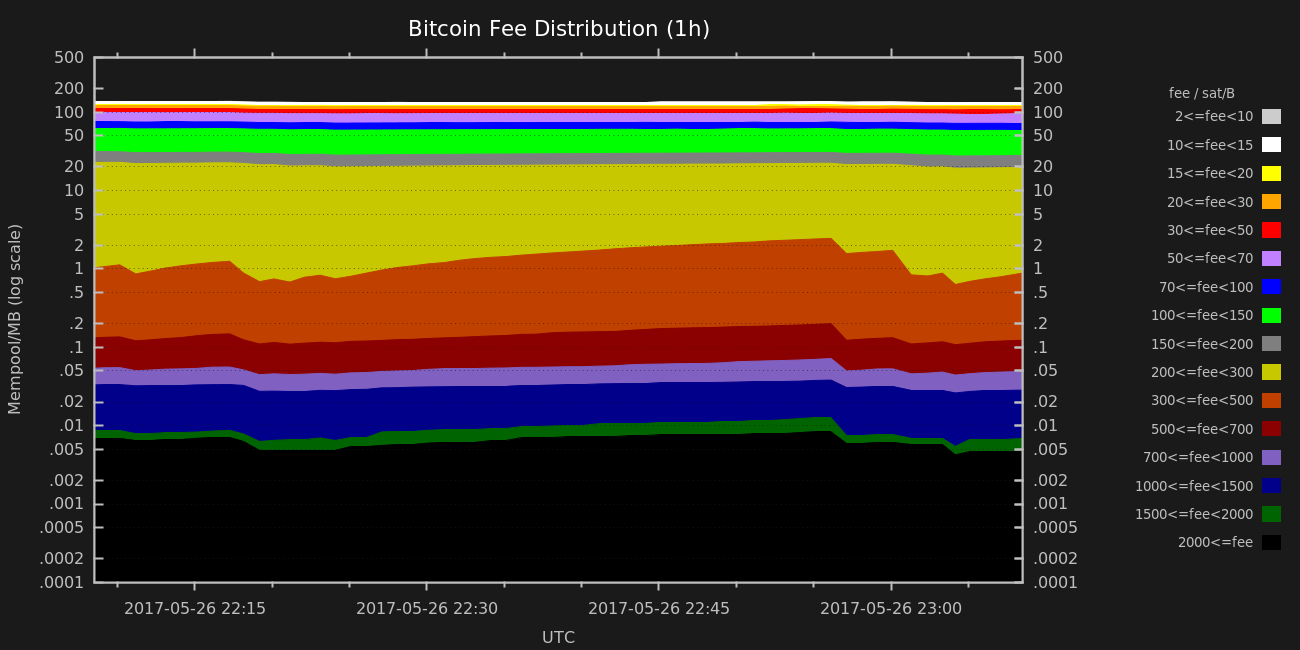 Bitcoin Fee Distribution (1h)
500
200
100
50
20
10
5
2
1
.5
.2
.1
.05
.02
.01
.005
.002
.001
.0005
.0002
.0001
Mempool/MB (log scale)
500
200
100
50
20
10
5
2
1
.5
.2
.1
.05
.02
.01
.005
.002
.001
.0005
.0002
.0001
2017-05-26 22:15
2017-05-26 22:30
2017-05-26 22:45
2017-05-26 23:00
UTC
fee / sat/B
2<=fee<10
10<=fee<15
15<=fee<20
20<=fee<30
30<=fee<50
50<=fee<70
70<=fee<100
100<=fee<150
150<=fee<200
200<=fee<300
300<=fee<500
500<=fee<700
700<=fee<1000
1000<=fee<1500
1500<=fee<2000
2000<=fee